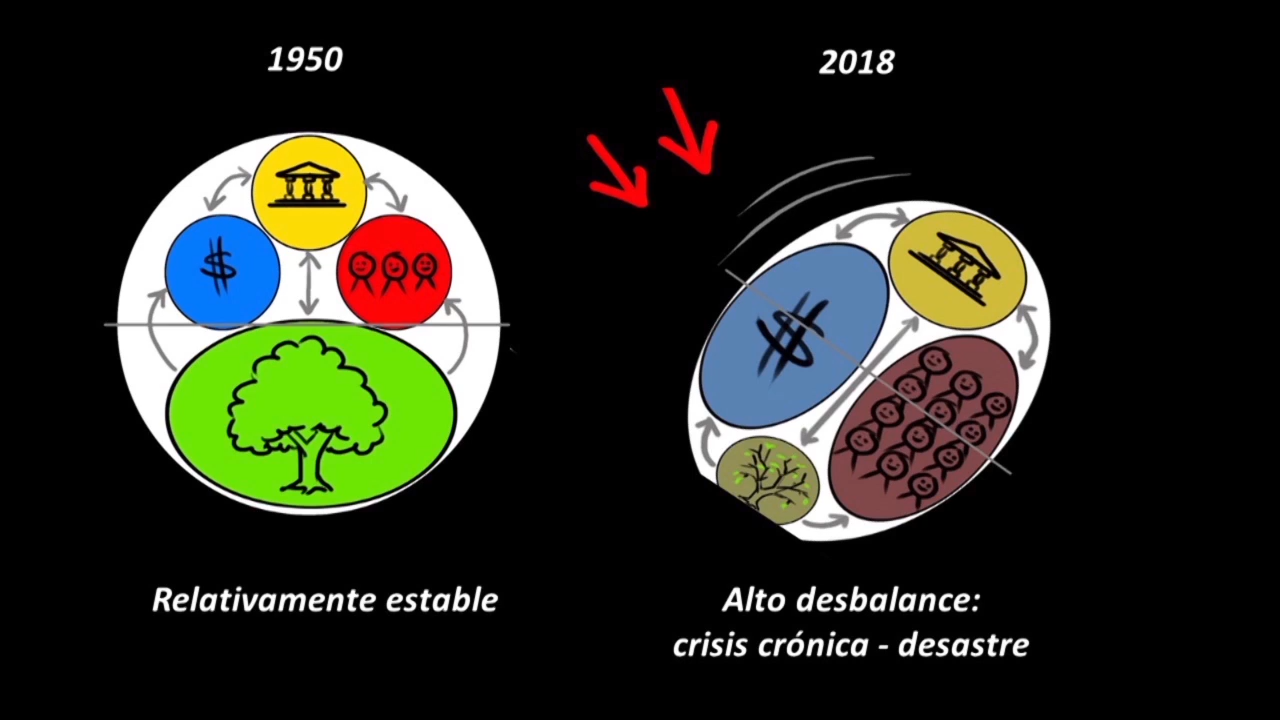 1950
2018
$
$
Relativamente estable
Alto desbalance:
crisis crónica - desastre